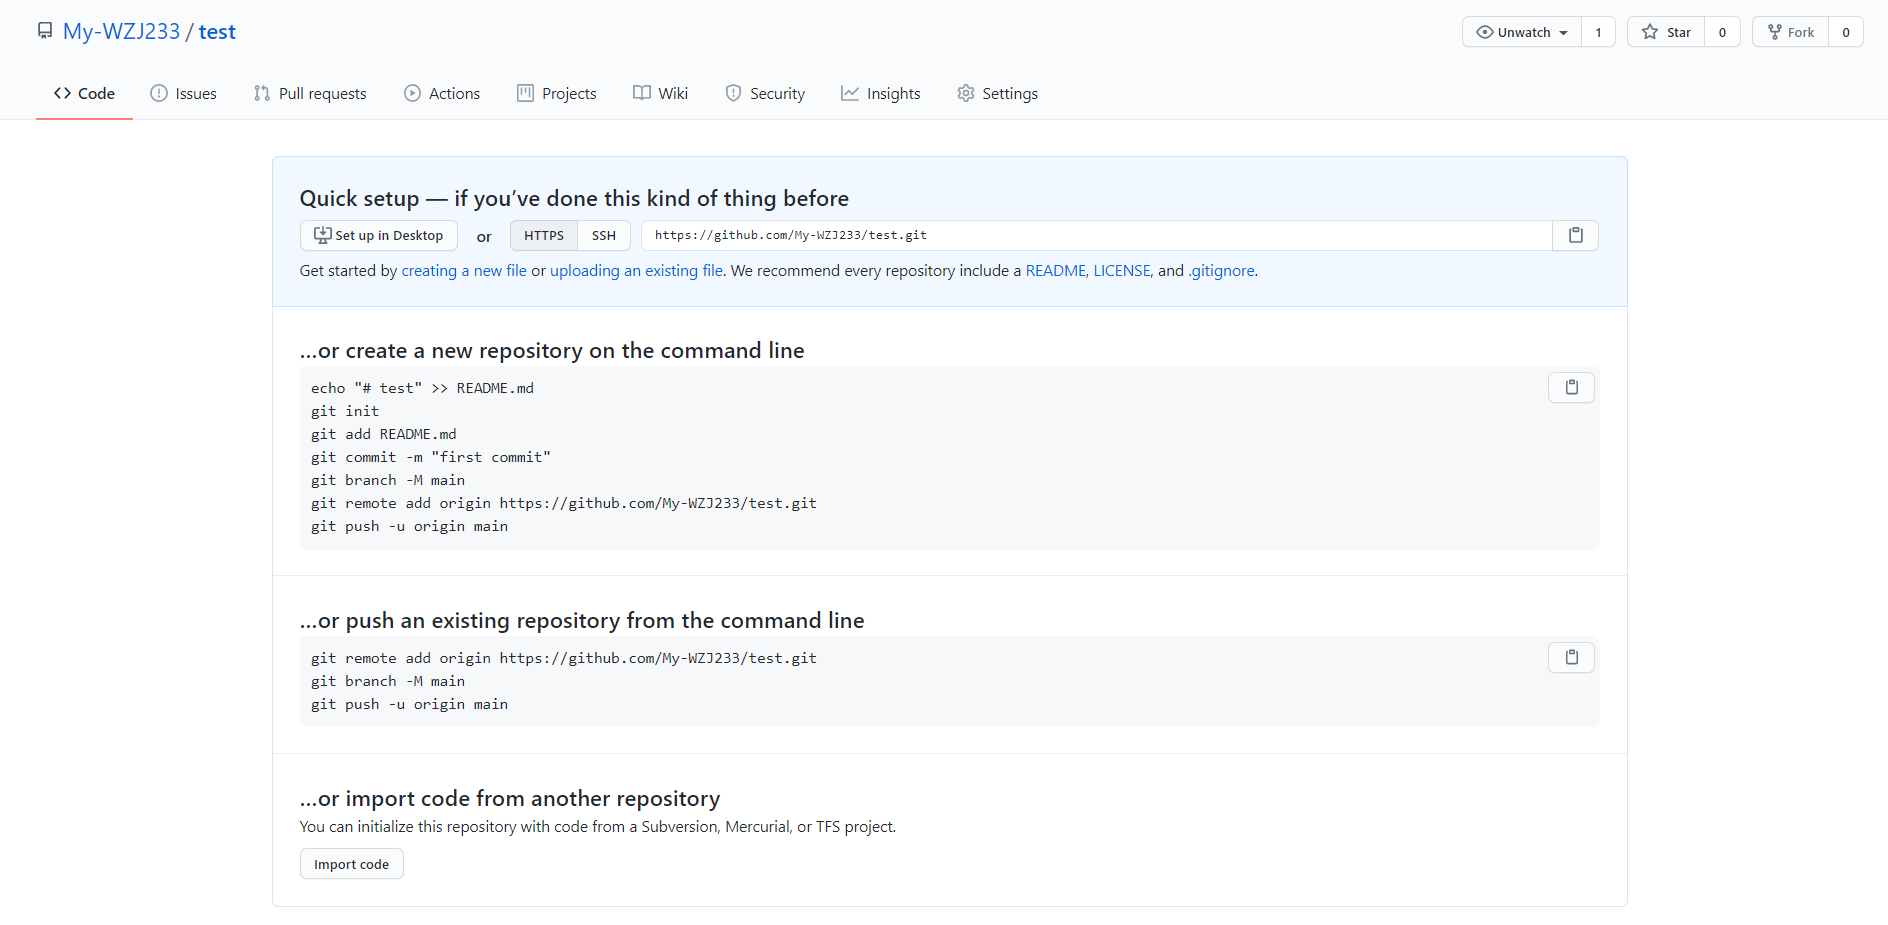 My-WZJ233 / test
Unwatch 1 Star 0 Fork 0
Code Issues Pull requests Actions Projects Wiki Security Insights Settings
Quick setup — if you’ve done this kind of thing before
Set up in Desktop or HTTPS SSH https://github.com/My-WZJ233/test.git
Get started by creating a new file or uploading an existing file. We recommend every repository include a README, LICENSE, and .gitignore.
…or create a new repository on the command line
echo "# test" >> README.md
git init
git add README.md
git commit -m "first commit"
git branch -M main
git remote add origin https://github.com/My-WZJ233/test.git
git push -u origin main
…or push an existing repository from the command line
git remote add origin https://github.com/My-WZJ233/test.git
git branch -M main
git push -u origin main
…or import code from another repository
You can initialize this repository with code from a Subversion, Mercurial, or TFS project.
Import code